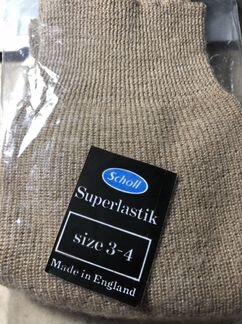 Scholl
Superlastik
size 3-4
Made in England